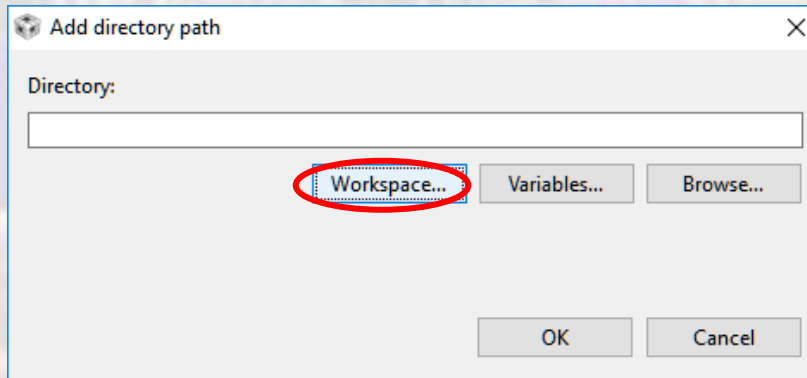 Add directory path
Directory:
Workspace... Variables... Browse...
OK Cancel